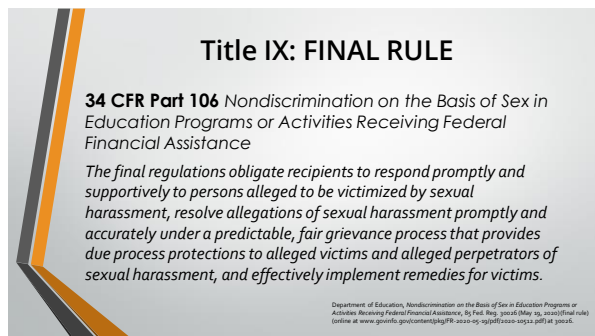 Title IX: FINAL RULE
34 CFR Part 106 Nondiscrimination on the Basis of Sex in
Education Programs or Activities Receiving Federal
Financial Assistance
The final regulations obligate recipients to respond promptly and
supportively to persons alleged to be victimized by sexual
harassment, resolve allegations of sexual harassment promptly and
accurately under a predictable, fair grievance process that provides
due process protections to alleged victims and alleged perpetrators of
sexual harassment, and effectively implement remedies for victims.
Department of Education, Nondiscrimination on the Basis of Sex in Education Programs or
Activities Receiving Federal Financial Assistance, 85 Fed. Reg. 30026 (May 19, 2020)(final rule)
(online at www.govinfo.gov/content/pkg/FR-2020-05-19/pdf/2020-10512.pdf) at 30026.